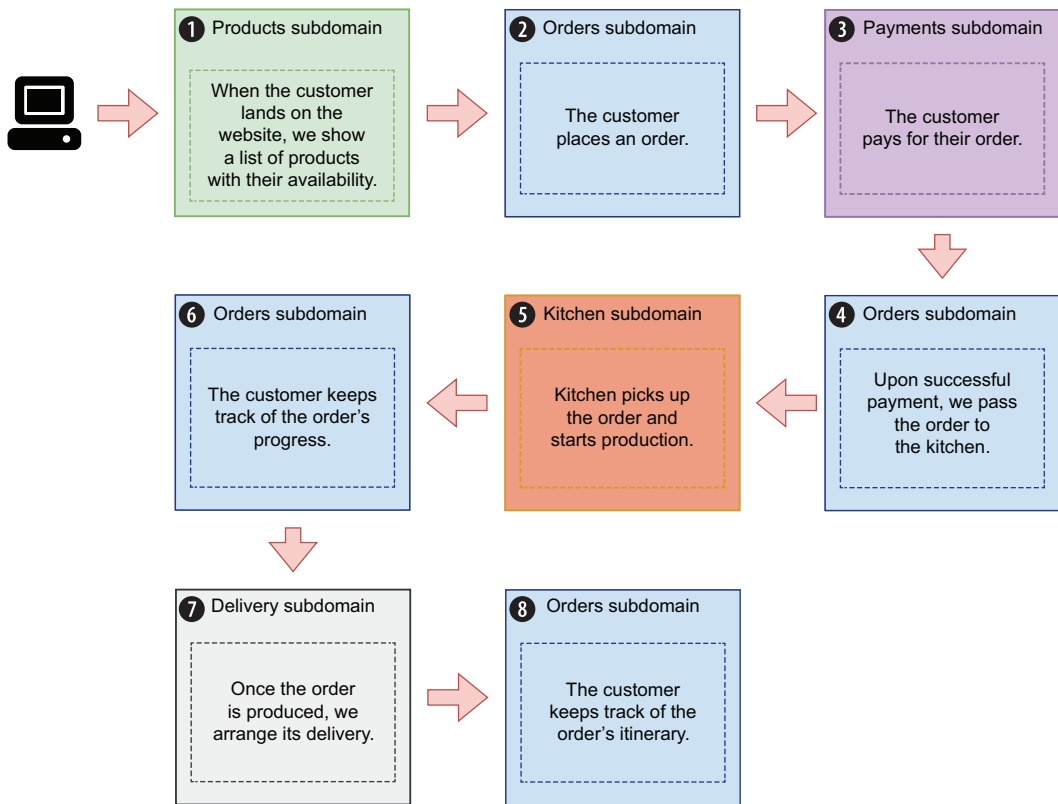 1 Products subdomain
When the customer
lands on the
website, we show
a list of products
with their availability.
2 Orders subdomain
The customer
places an order.
3 Payments subdomain
The customer
pays for their order.
4 Orders subdomain
Upon successful
payment, we pass
the order to
the kitchen.
5 Kitchen subdomain
Kitchen picks up
the order and
starts production.
6 Orders subdomain
The customer keeps
track of the order’s
progress.
7 Delivery subdomain
Once the order
is produced, we
arrange its delivery.
8 Orders subdomain
The customer
keeps track of the
order’s itinerary.